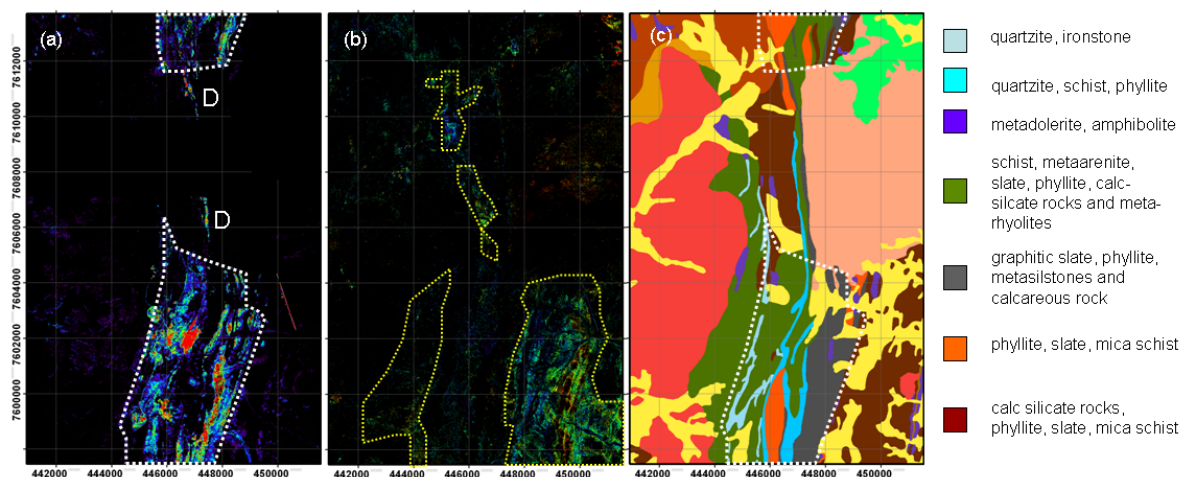 (a)
(b)
(c)
D
D
7612000
7610000
7608000
7606000
7604000
7602000
7600000
442000 444000 446000 448000 450000
442000 444000 446000 448000 450000
442000 444000 446000 448000 450000
quartzite, ironstone
quartzite, schist, phyllite
metadolerite, amphibolite
schist, metaarenite,
slate, phyllite, calc-
silcate rocks and meta-
rhyolites
graphitic slate, phyllite,
metasilstones and
calcareous rock
phyllite, slate, mica schist
calc silicate rocks,
phyllite, slate, mica schist